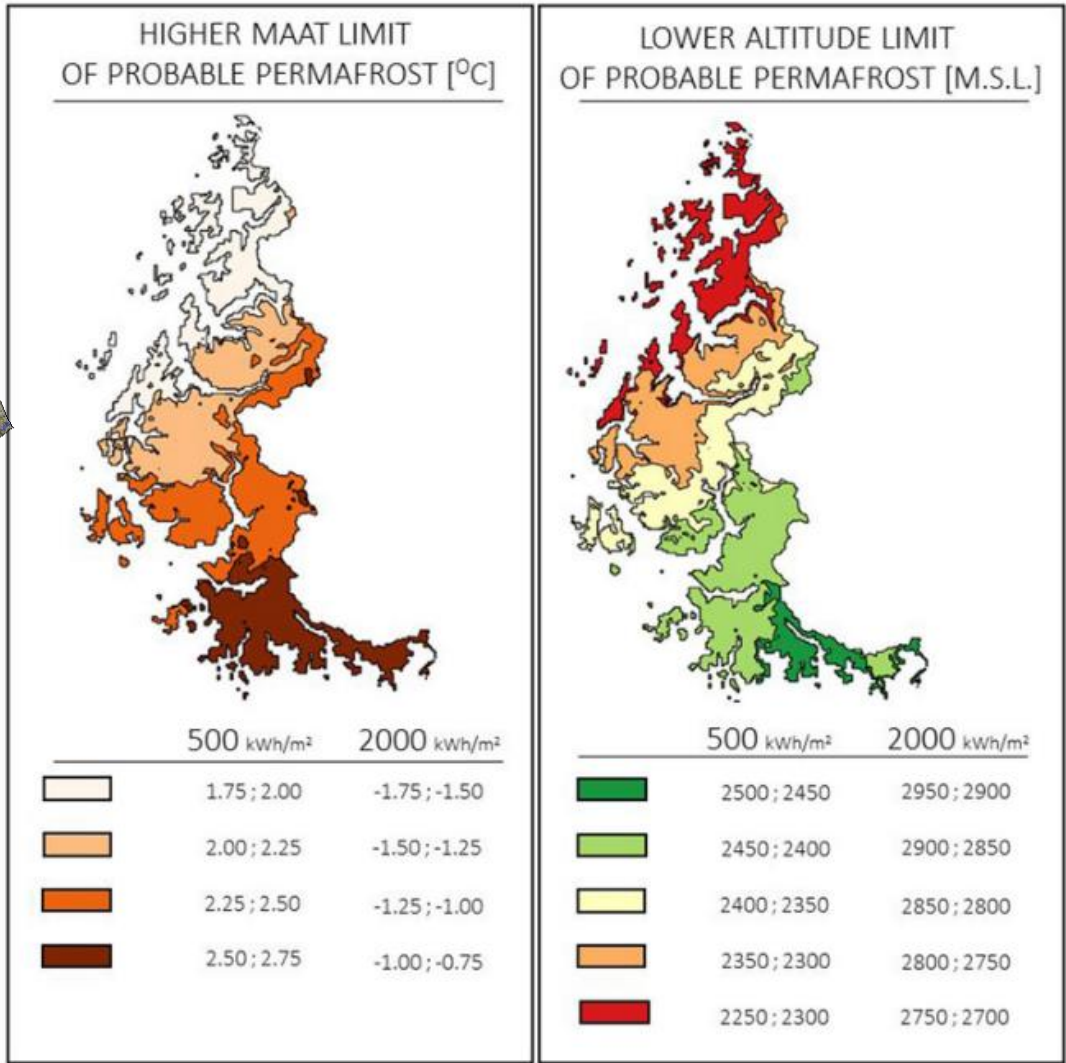 HIGHER MAAT LIMIT
OF PROBABLE PERMAFROST [⁰C]
500 kWh/m² 2000 kWh/m²
1.75 ; 2.00 -1.75 ; -1.50
2.00 ; 2.25 -1.50 ; -1.25
2.25 ; 2.50 -1.25 ; -1.00
2.50 ; 2.75 -1.00 ; -0.75
LOWER ALTITUDE LIMIT
OF PROBABLE PERMAFROST [M.S.L.]
500 kWh/m² 2000 kWh/m²
2500 ; 2450 2950 ; 2900
2450 ; 2400 2900 ; 2850
2400 ; 2350 2850 ; 2800
2350 ; 2300 2800 ; 2750
2250 ; 2300 2750 ; 2700